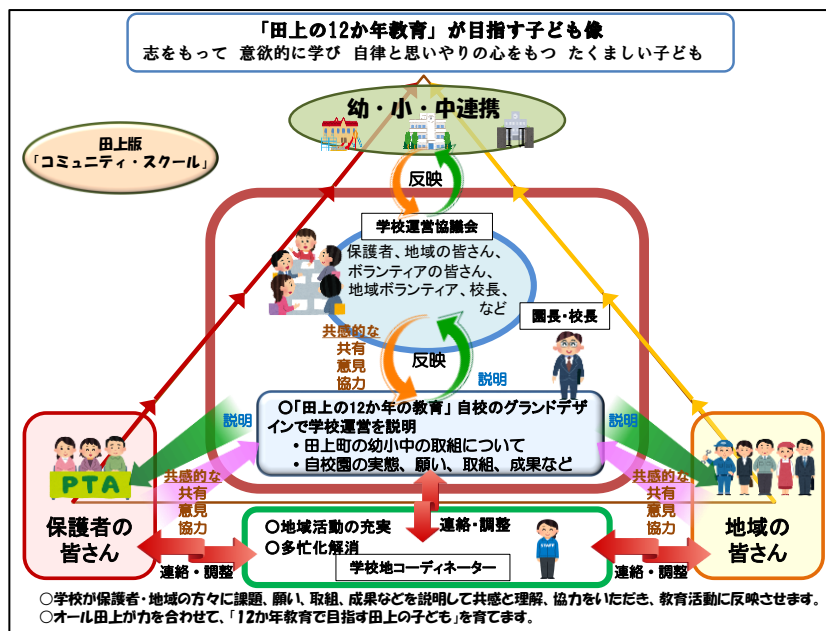 「田上の12か年教育」が目指す子ども像
志をもって 意欲的に学び 自律と思いやりの心をもつ たくましい子ども
幼・小・中連携
田上版
「コミュニティ・スクール」
反映
学校運営協議会
保護者、地域の皆さん、
ボランティアの皆さん、
地域ボランティア、校長、
など
園長・校長
共感的な
共有
意見
協力
反映
説明
説明
〇「田上の12か年の教育」自校のグランドデザ
インで学校運営を説明
・田上町の幼小中の取組について
・自校園の実態、願い、取組、成果など
説明
PTA
保護者の
皆さん
共感的な
共有
意見
協力
共感的な
共有
意見
協力
地域の
皆さん
連絡・調整
〇地域活動の充実
〇多忙化解消
学校地コーディネーター
STAFF
連絡・調整
連絡・調整
〇学校が保護者・地域の方々に課題、願い、取組、成果などを説明して共感と理解、協力をいただき、教育活動に反映させます。
〇オール田上が力を合わせて、「12か年教育で目指す田上の子ども」を育てます。